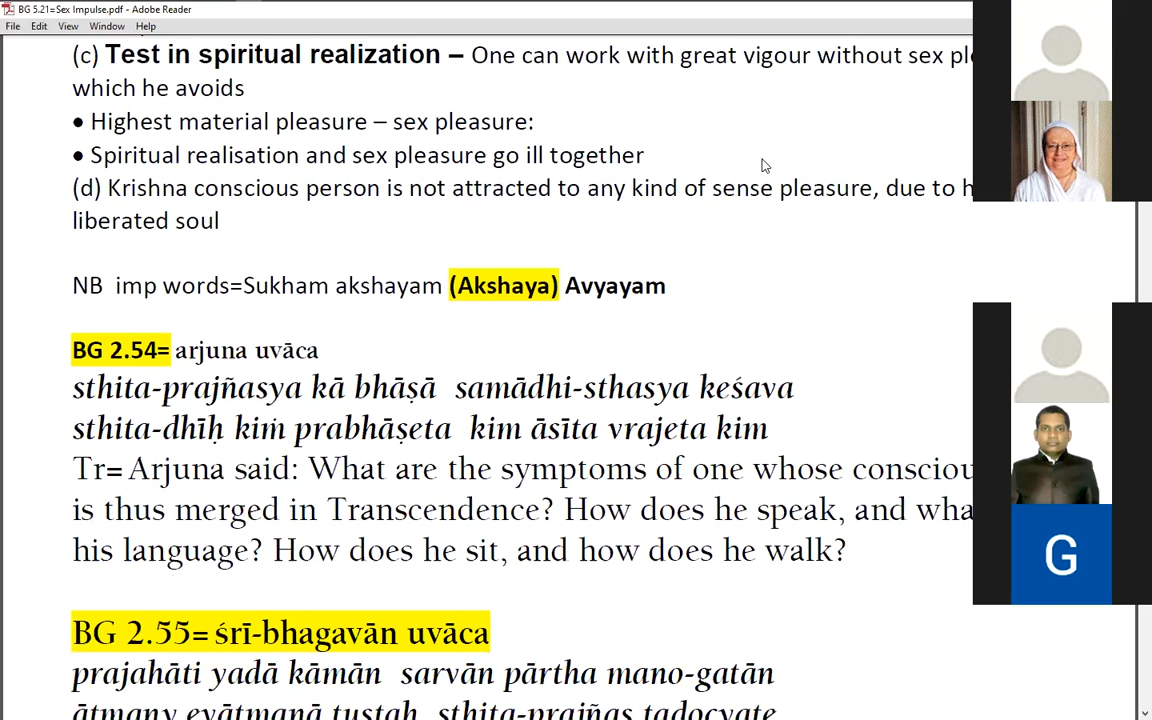 BG 5.21=Sex Impulse.pdf - Adobe Reader
File Edit View Window Help
(c) Test in spiritual realization – One can work with great vigour without sex
which he avoids
• Highest material pleasure – sex pleasure:
• Spiritual realisation and sex pleasure go ill together
(d) Krishna conscious person is not attracted to any kind of sense pleasure, due to
liberated soul
NB imp words=Sukham akshayam (Akshaya) Avyayam
BG 2.54= arjuna uvāca
sthita-prajñasya kā bhāṣā samādhi-sthasya keśava
sthita-dhīḥ kiṁ prabhāṣeta kim āsīta vrajeta kim
Tr= Arjuna said: What are the symptoms of one whose
is thus merged in Transcendence? How does he speak, and
his language? How does he sit, and how does he walk?
BG 2.55= śrī-bhagavān uvāca
prajahāti yadā kāmān sarvān pārtha mano-gatān
ātmany evātmanā tuṣṭaḥ sthita-prajñas tadocyate
G